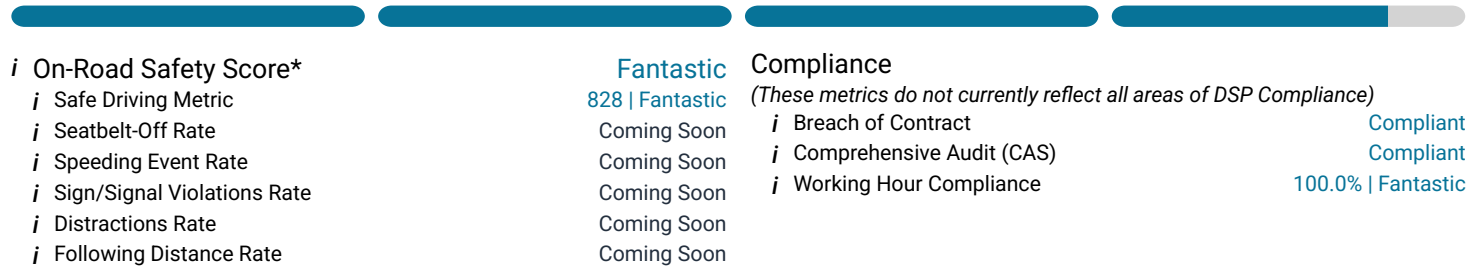 i On-Road Safety Score* Fantastic
i Safe Driving Metric 828 | Fantastic
i Seatbelt-Off Rate Coming Soon
i Speeding Event Rate Coming Soon
i Sign/Signal Violations Rate Coming Soon
i Distractions Rate Coming Soon
i Following Distance Rate Coming Soon
Compliance
(These metrics do not currently reflect all areas of DSP Compliance)
i Breach of Contract Compliant
i Comprehensive Audit (CAS) Compliant
i Working Hour Compliance 100.0% | Fantastic